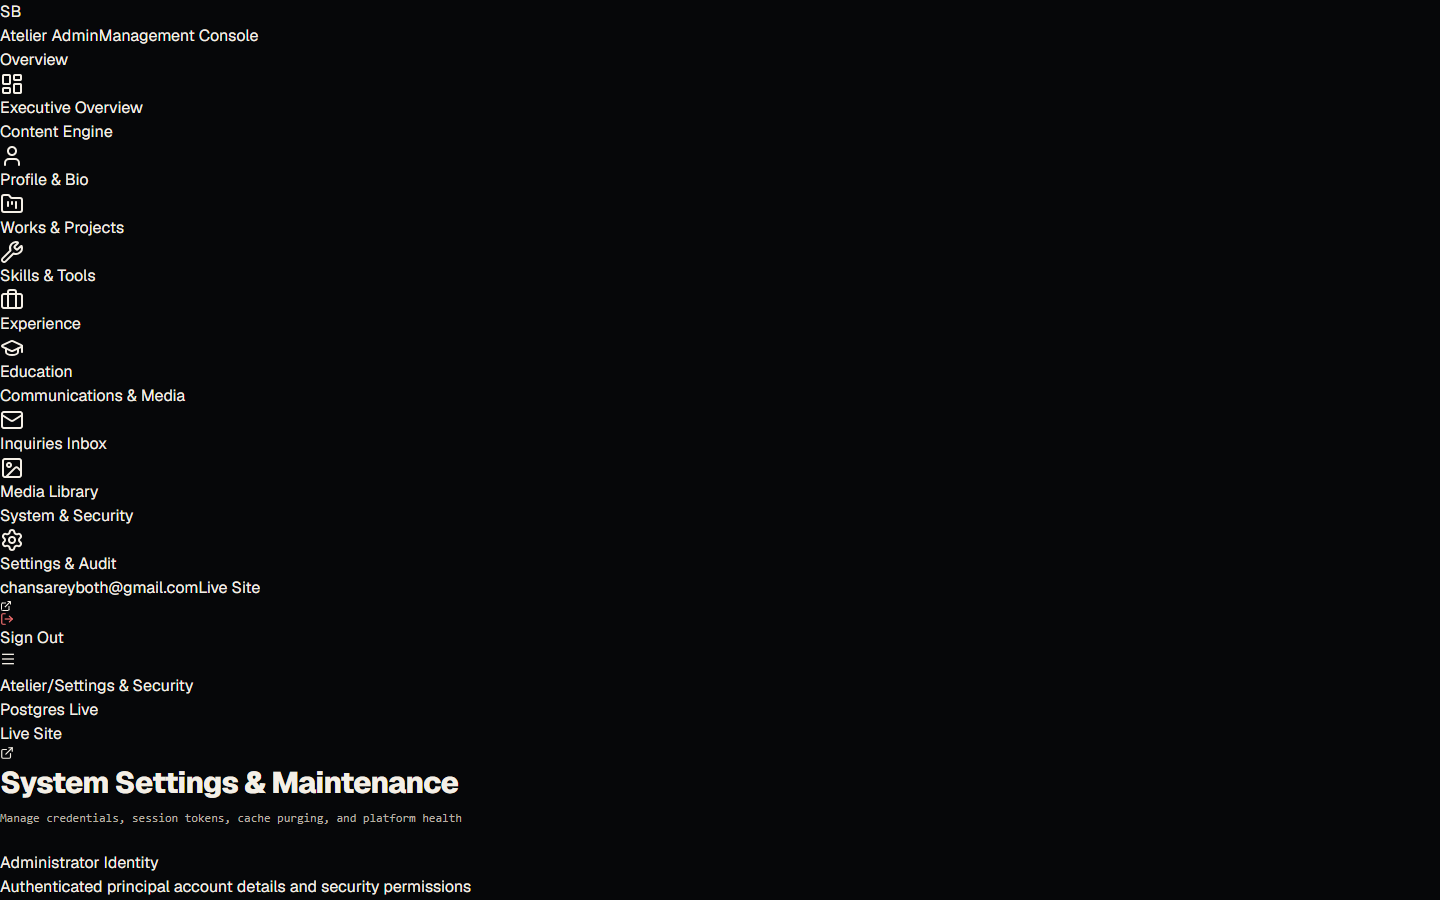 SB
Atelier AdminManagement Console
Overview
Executive Overview
Content Engine
Profile & Bio
Works & Projects
Skills & Tools
Experience
Education
Communications & Media
Inquiries Inbox
Media Library
System & Security
Settings & Audit
chansareyboth@gmail.comLive Site
Sign Out
Atelier/Settings & Security
Postgres Live
Live Site
System Settings & Maintenance
Manage credentials, session tokens, cache purging, and platform health
Administrator Identity
Authenticated principal account details and security permissions